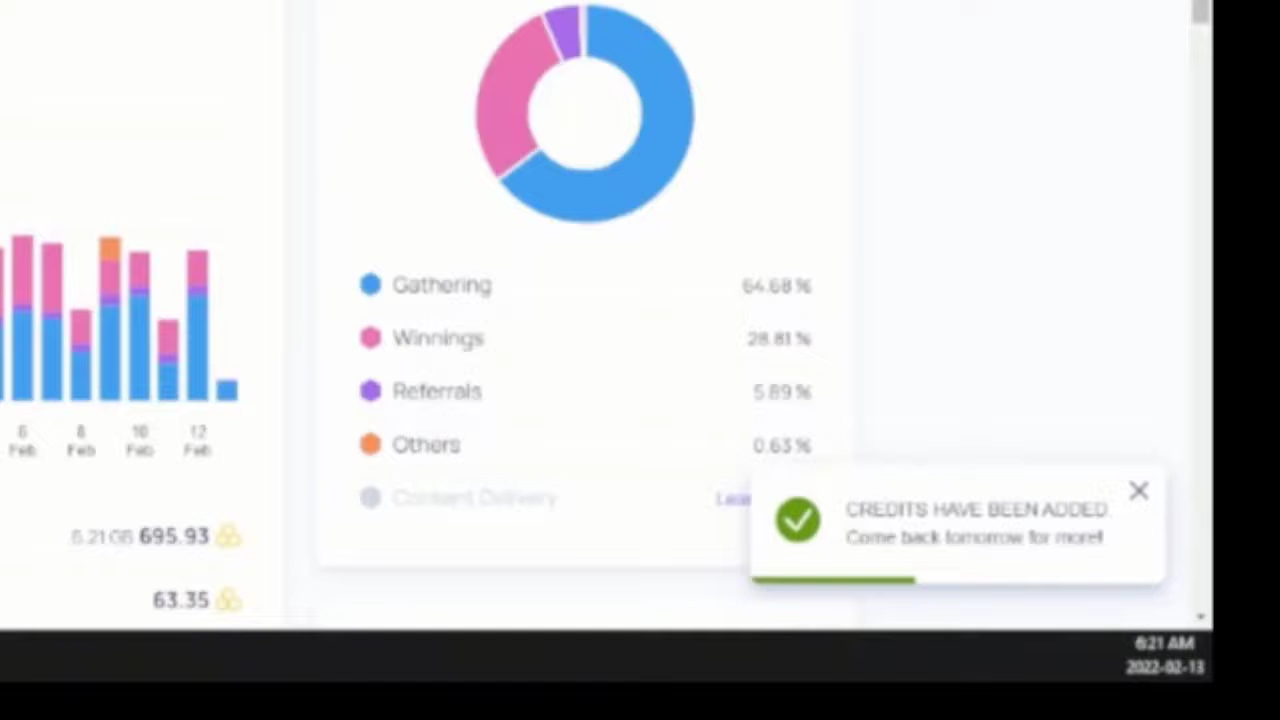 Gathering 64.68 %
Winnings 28.81 %
Referrals 5.89 %
Others 0.63 %
Content Delivery
6 8 10 12
Feb Feb Feb Feb
CREDITS HAVE BEEN ADDED.
Come back tomorrow for more!
695.93
63.35
6:21 AM
2022-02-13